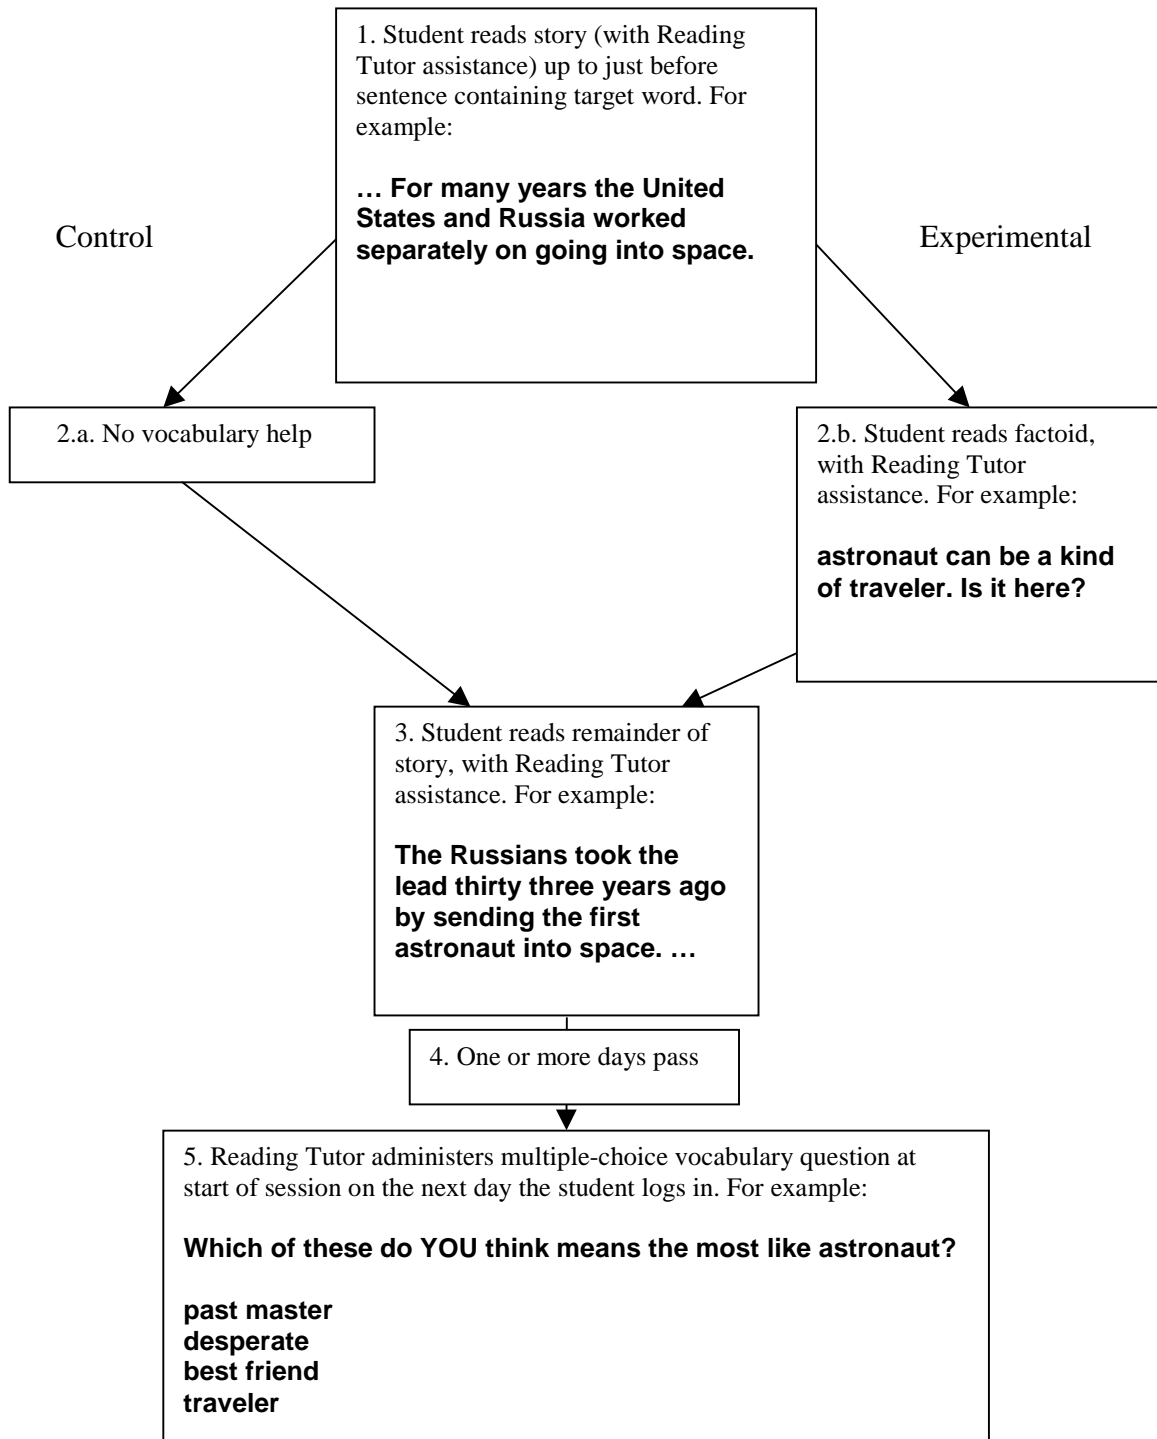 1. Student reads story (with Reading
Tutor assistance) up to just before
sentence containing target word. For
example:
… For many years the United
States and Russia worked
separately on going into space.
Control
Experimental
2.a. No vocabulary help
2.b. Student reads factoid,
with Reading Tutor
assistance. For example:
astronaut can be a kind
of traveler. Is it here?
3. Student reads remainder of
story, with Reading Tutor
assistance. For example:
The Russians took the
lead thirty three years ago
by sending the first
astronaut into space. …
4. One or more days pass
5. Reading Tutor administers multiple-choice vocabulary question at
start of session on the next day the student logs in. For example:
Which of these do YOU think means the most like astronaut?
past master
desperate
best friend
traveler